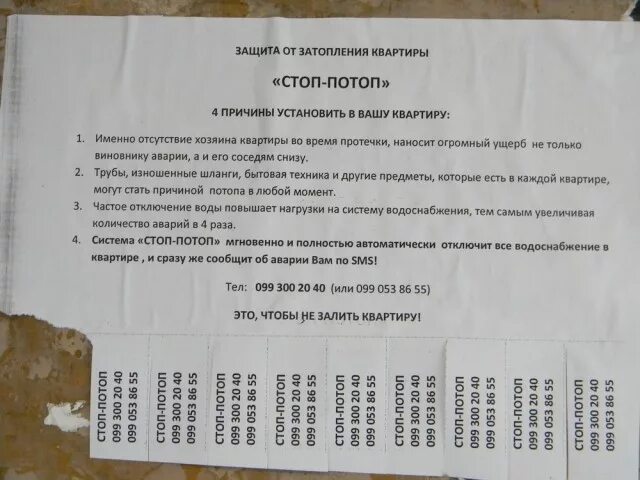 ЗАЩИТА ОТ ЗАТОПЛЕНИЯ КВАРТИРЫ
«СТОП-ПОТОП»
4 ПРИЧИНЫ УСТАНОВИТЬ В ВАШУ КВАРТИРУ:
1. Именно отсутствие хозяина квартиры во время протечки, наносит огромный ущерб не только
виновнику аварии, а и его соседям снизу.
2. Трубы, изношенные шланги, бытовая техника и другие предметы, которые есть в каждой квартире,
могут стать причиной потопа в любой момент.
3. Частое отключение воды повышает нагрузки на систему водоснабжения, тем самым увеличивая
количество аварий в 4 раза.
4. Система «СТОП-ПОТОП» мгновенно и полностью автоматически отключит все водоснабжение в
квартире , и сразу же сообщит об аварии Вам по SMS!
Тел: 099 300 20 40 (или 099 053 86 55)
ЭТО, ЧТОБЫ НЕ ЗАЛИТЬ КВАРТИРУ!
СТОП-ПОТОП
099 300 20 40
099 053 86 55
СТОП-ПОТОП
099 300 20 40
099 053 86 55
СТОП-ПОТОП
099 300 20 40
099 053 86 55
СТОП-ПОТОП
099 300 20 40
099 053 86 55
СТОП-ПОТОП
099 300 20 40
099 053 86 55
СТОП-ПОТОП
099 300 20 40
099 053 86 55
СТОП-ПОТОП
099 300 20 40
099 053 86 55
СТОП-ПОТОП
099 300 20 40
099 053 86 55
СТОП-ПОТОП
099 300 20 40
099 053 86 55